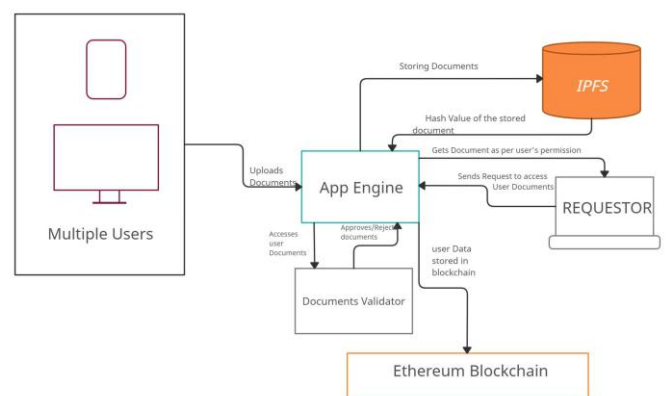 Storing Documents
IPFS
Hash Value of the stored
document
Gets Document as per user's permission
Uploads
Documents
App Engine
Sends Request to access
User Documents
REQUESTOR
Multiple Users
Accesses
user
Documents
Approves/Reject
documents
user Data
stored in
blockchain
Documents Validator
Ethereum Blockchain